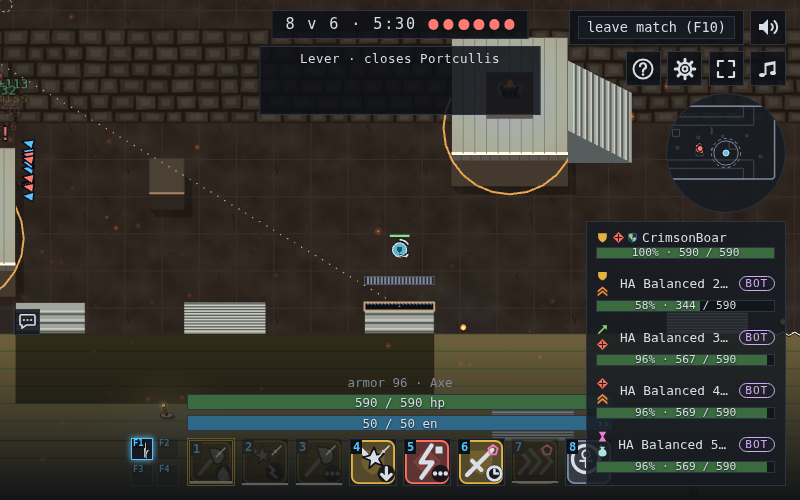 8 v 6 · 5:30
leave match (F10)
Lever · closes Portcullis
+113
32
!
CrimsonBoar
100% · 590 / 590
HA Balanced 2… BOT
58% · 344 / 590
HA Balanced 3… BOT
96% · 567 / 590
HA Balanced 4… BOT
96% · 569 / 590
HA Balanced 5… BOT
96% · 569 / 590
armor 96 · Axe
590 / 590 hp
50 / 50 en
F1 F2
F3 F4
1 2 3 4 5 6 7 8